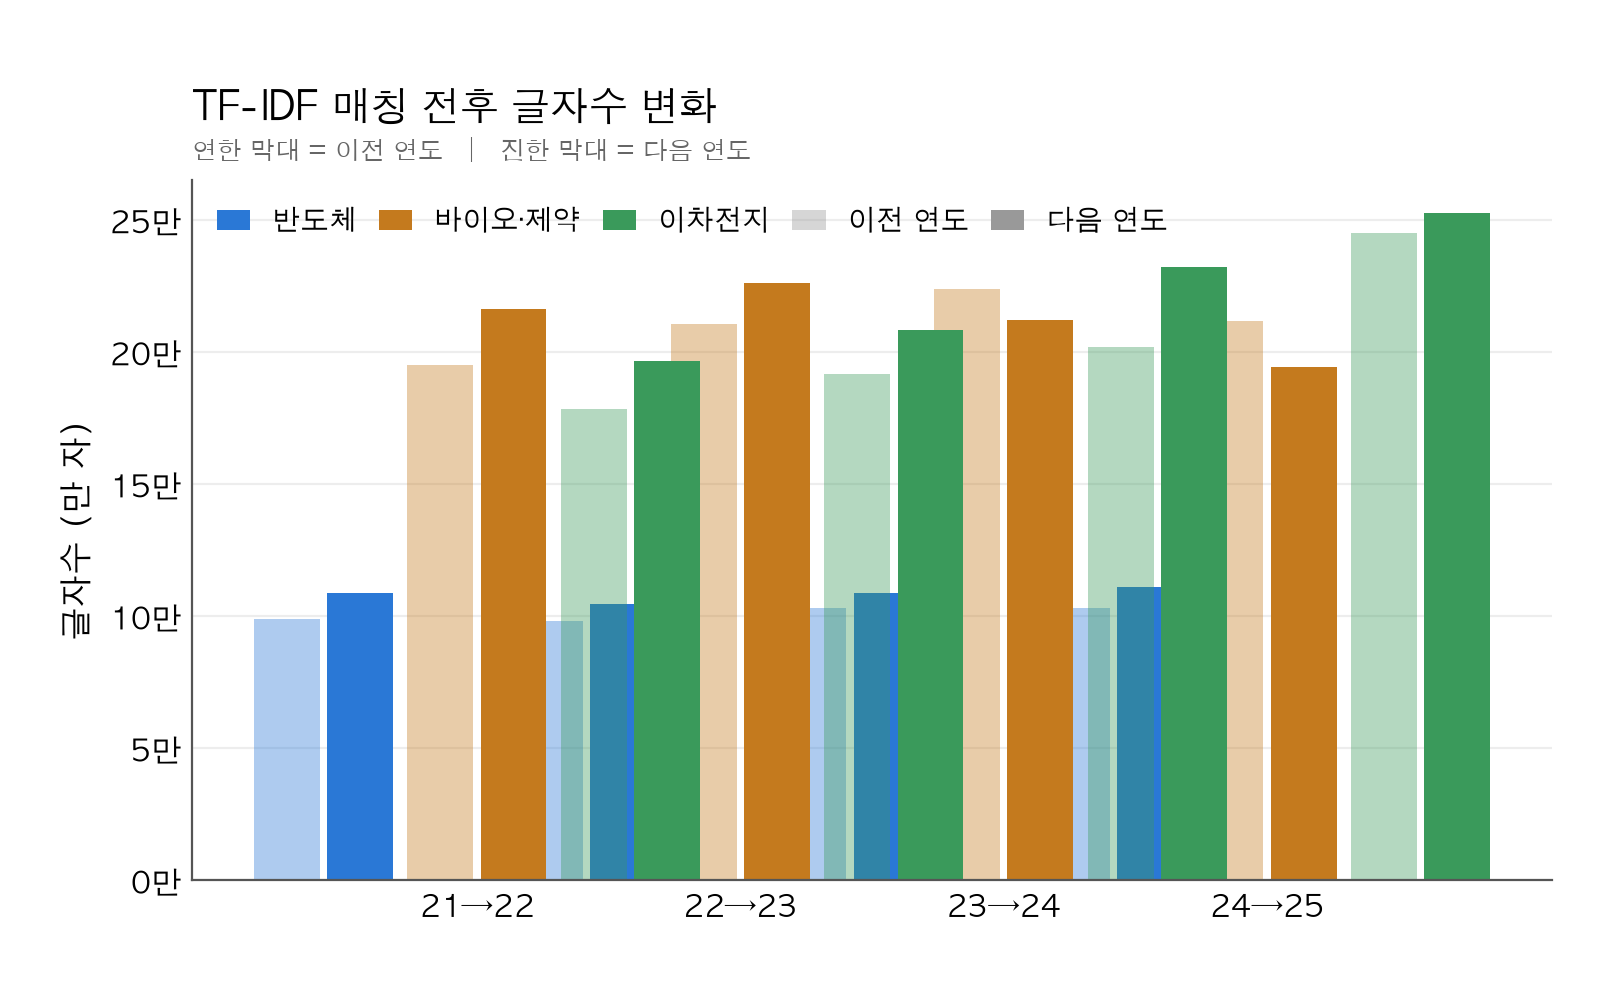 TF-IDF 매칭 전후 글자수 변화
연한 막대 = 이전 연도 | 진한 막대 = 다음 연도
반도체 바이오·제약 이차전지 이전 연도 다음 연도
글자수 (만 자)
25만
20만
15만
10만
5만
0만
21→22 22→23 23→24 24→25